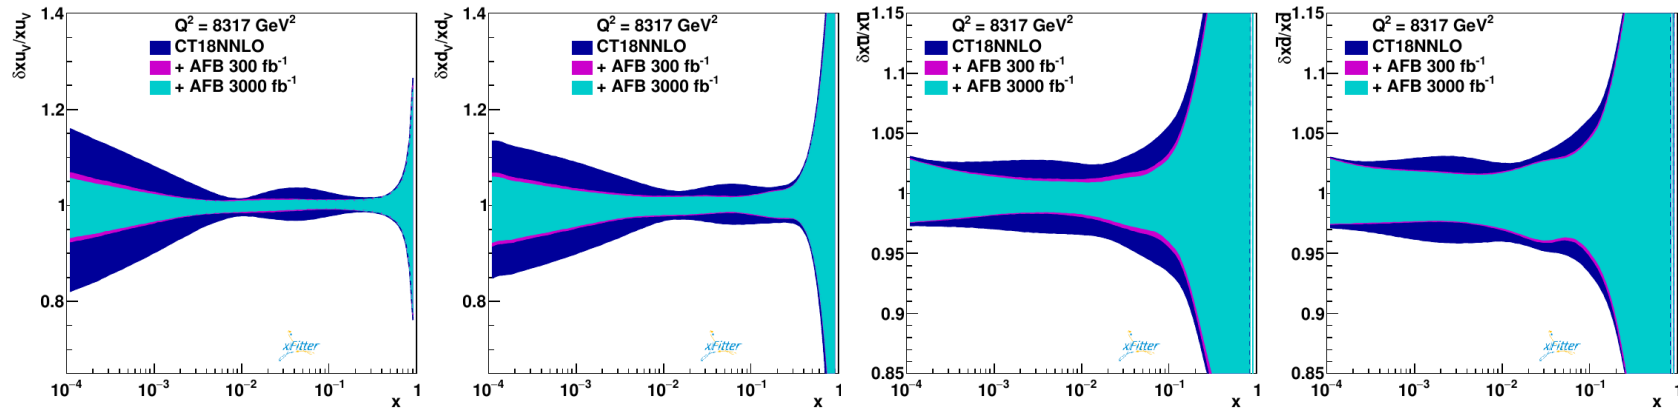 δxu_V/xu_V
1.4
1.2
1
0.8
Q² = 8317 GeV²
CT18NNLO
+ AFB 300 fb⁻¹
+ AFB 3000 fb⁻¹
xFitter
10⁻⁴ 10⁻³ 10⁻² 10⁻¹ 1
x
δxd_V/xd_V
1.4
1.2
1
0.8
Q² = 8317 GeV²
CT18NNLO
+ AFB 300 fb⁻¹
+ AFB 3000 fb⁻¹
xFitter
10⁻⁴ 10⁻³ 10⁻² 10⁻¹ 1
x
δxu̅/xu̅
1.15
1.1
1.05
1
0.95
0.9
0.85
Q² = 8317 GeV²
CT18NNLO
+ AFB 300 fb⁻¹
+ AFB 3000 fb⁻¹
xFitter
10⁻⁴ 10⁻³ 10⁻² 10⁻¹ 1
x
δxd̅/xd̅
1.15
1.1
1.05
1
0.95
0.9
0.85
Q² = 8317 GeV²
CT18NNLO
+ AFB 300 fb⁻¹
+ AFB 3000 fb⁻¹
xFitter
10⁻⁴ 10⁻³ 10⁻² 10⁻¹ 1
x